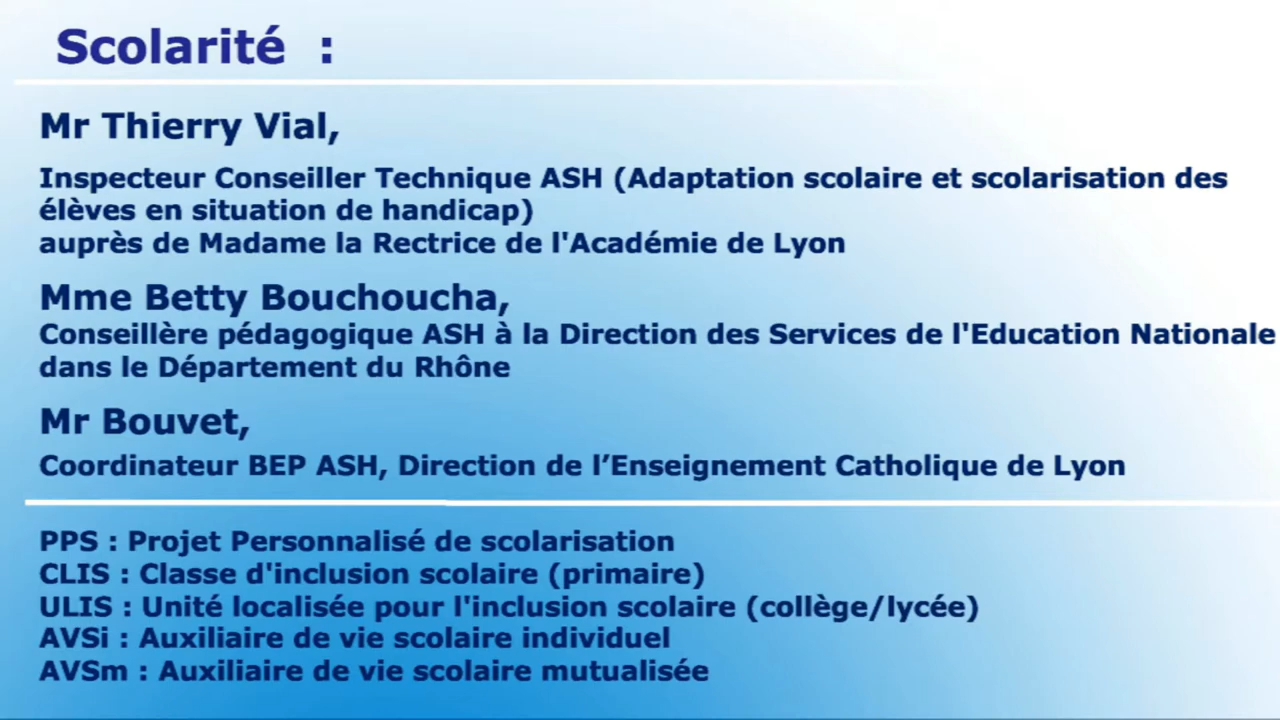 Scolarité :
Mr Thierry Vial,
Inspecteur Conseiller Technique ASH (Adaptation scolaire et scolarisation des
élèves en situation de handicap)
auprès de Madame la Rectrice de l'Académie de Lyon
Mme Betty Bouchoucha,
Conseillère pédagogique ASH à la Direction des Services de l'Education Nationale
dans le Département du Rhône
Mr Bouvet,
Coordinateur BEP ASH, Direction de l’Enseignement Catholique de Lyon
PPS : Projet Personnalisé de scolarisation
CLIS : Classe d'inclusion scolaire (primaire)
ULIS : Unité localisée pour l'inclusion scolaire (collège/lycée)
AVSi : Auxiliaire de vie scolaire individuel
AVSm : Auxiliaire de vie scolaire mutualisée